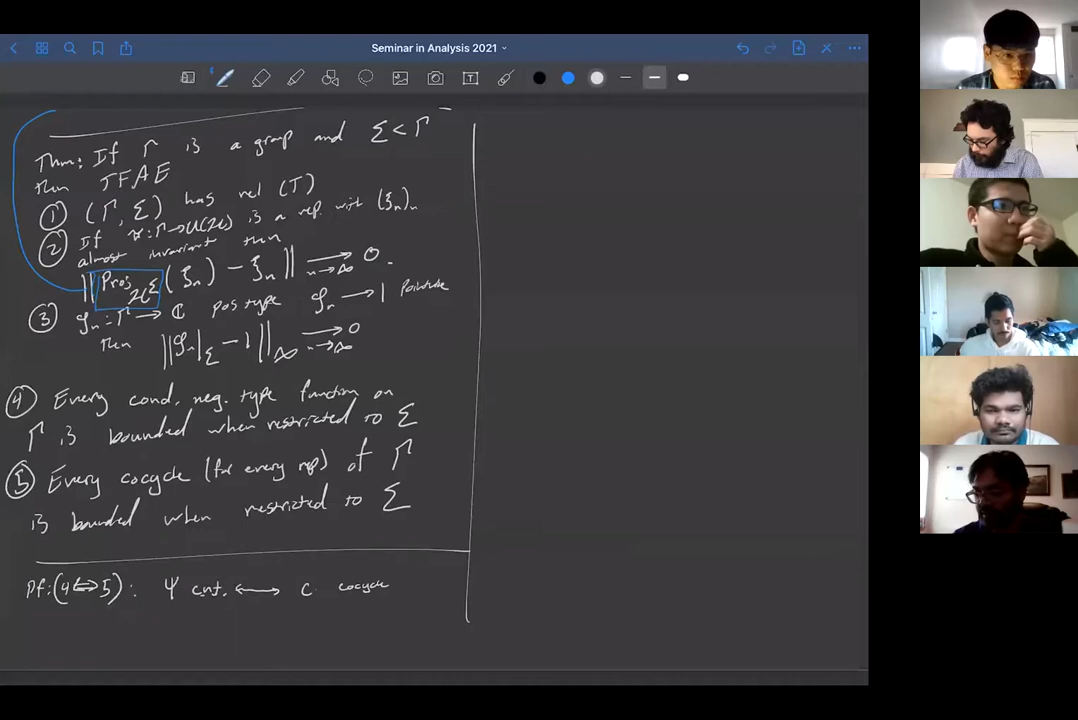 Seminar in Analysis 2021
Thm: If Γ is a group and Σ < Γ
then TFAE
① (Γ, Σ) has rel (T)
② If π: Γ → U(H) is a rep. with (ξn)n
almost invariant then
|| Proj H^Σ (ξn) - ξn || → 0.
n→∞
③ φn: Γ → ℂ pos type φn → 1 pointwise
then || φn|Σ - 1 ||∞ → 0
n→∞
④ Every cond. neg. type function on
Γ is bounded when restricted to Σ
⑤ Every cocycle (for every rep) of Γ
is bounded when restricted to Σ
Pf: (4 ⟺ 5): Ψ cnt. ⟷ c cocycle